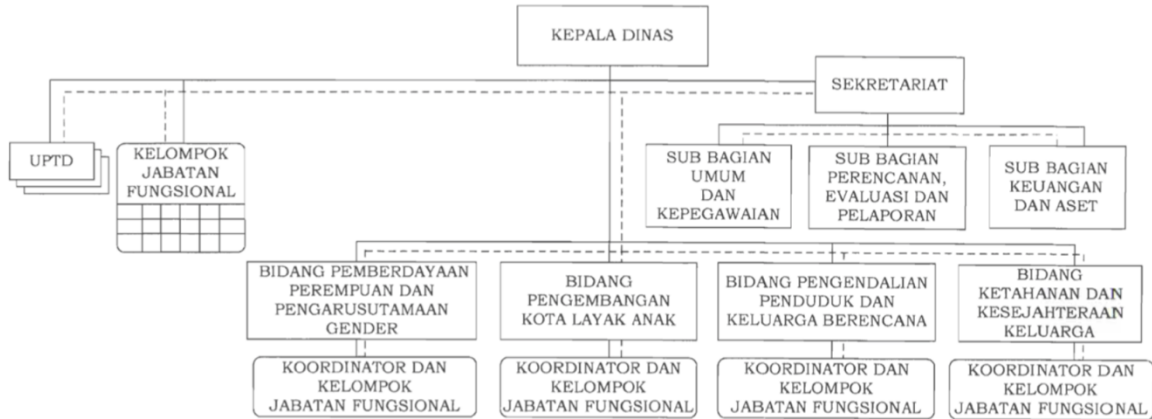 KEPALA DINAS
SEKRETARIAT
UPTD
KELOMPOK
JABATAN
FUNGSIONAL
SUB BAGIAN
UMUM
DAN
KEPEGAWAIAN
SUB BAGIAN
PERENCANAN,
EVALUASI DAN
PELAPORAN
SUB BAGIAN
KEUANGAN
DAN ASET
BIDANG PEMBERDAYAAN
PEREMPUAN DAN
PENGARUSUTAMAAN
GENDER
BIDANG
PENGEMBANGAN
KOTA LAYAK ANAK
BIDANG PENGENDALIAN
PENDUDUK DAN
KELUARGA BERENCANA
BIDANG
KETAHANAN DAN
KESEJAHTERAAN
KELUARGA
KOORDINATOR DAN
KELOMPOK
JABATAN FUNGSIONAL
KOORDINATOR DAN
KELOMPOK
JABATAN FUNGSIONAL
KOORDINATOR DAN
KELOMPOK
JABATAN FUNGSIONAL
KOORDINATOR DAN
KELOMPOK
JABATAN FUNGSIONAL